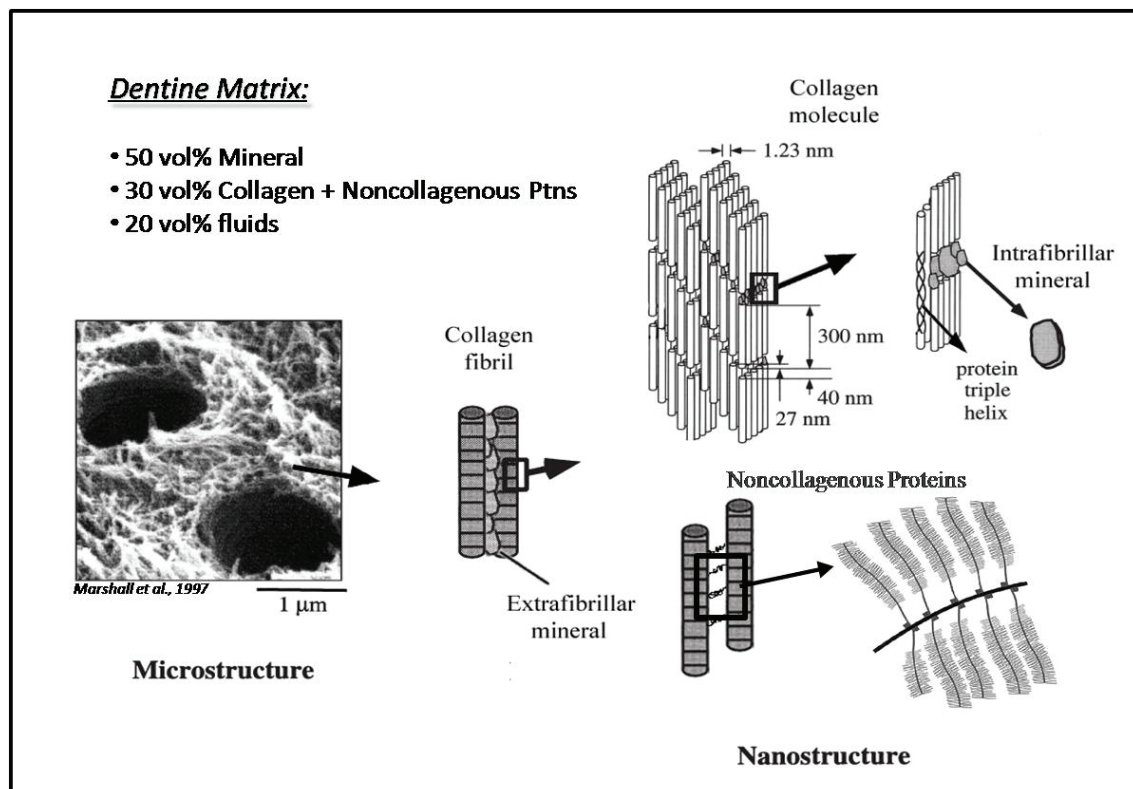 Dentine Matrix:
• 50 vol% Mineral
• 30 vol% Collagen + Noncollagenous Ptns
• 20 vol% fluids
Collagen
molecule
1.23 nm
Intrafibrillar
mineral
300 nm
40 nm
27 nm
protein
triple
helix
Collagen
fibril
Extrafibrillar
mineral
Marshall et al., 1997
1 μm
Microstructure
Noncollagenous Proteins
Nanostructure